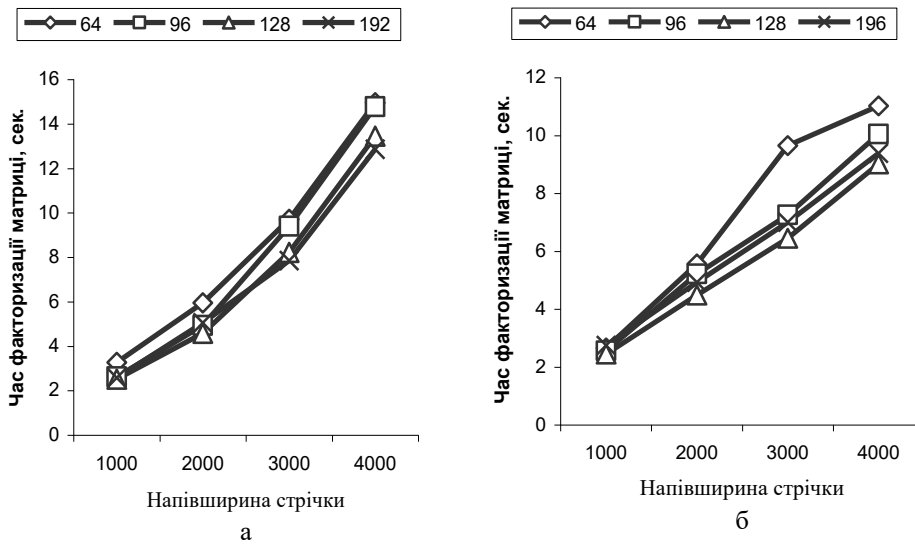 64 96 128 192
Час факторизації матриці, сек.
16
14
12
10
8
6
4
2
0
1000 2000 3000 4000
Напівширина стрічки
а
64 96 128 196
Час факторизації матриці, сек.
12
10
8
6
4
2
0
1000 2000 3000 4000
Напівширина стрічки
б